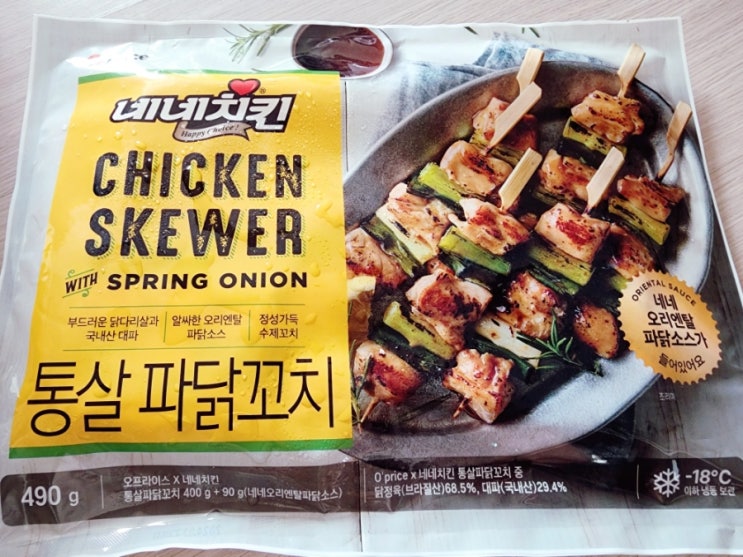 네네치킨
Happy Choice!
CHICKEN
SKEWER
WITH SPRING ONION
부드러운 닭다리살과
국내산 대파
알싸한 오리엔탈
파닭소스
정성가득
수제꼬치
통살 파닭꼬치
ORIENTAL SAUCE
네네
오리엔탈
파닭소스가
들어있어요
490 g
오프라이스 X 네네치킨
통살파닭꼬치 400 g + 90 g(네네오리엔탈파닭소스)
O'price x 네네치킨 통살파닭꼬치 중
닭정육(브라질산)68.5%, 대파(국내산)29.4%
-18°C
이하 냉동 보관